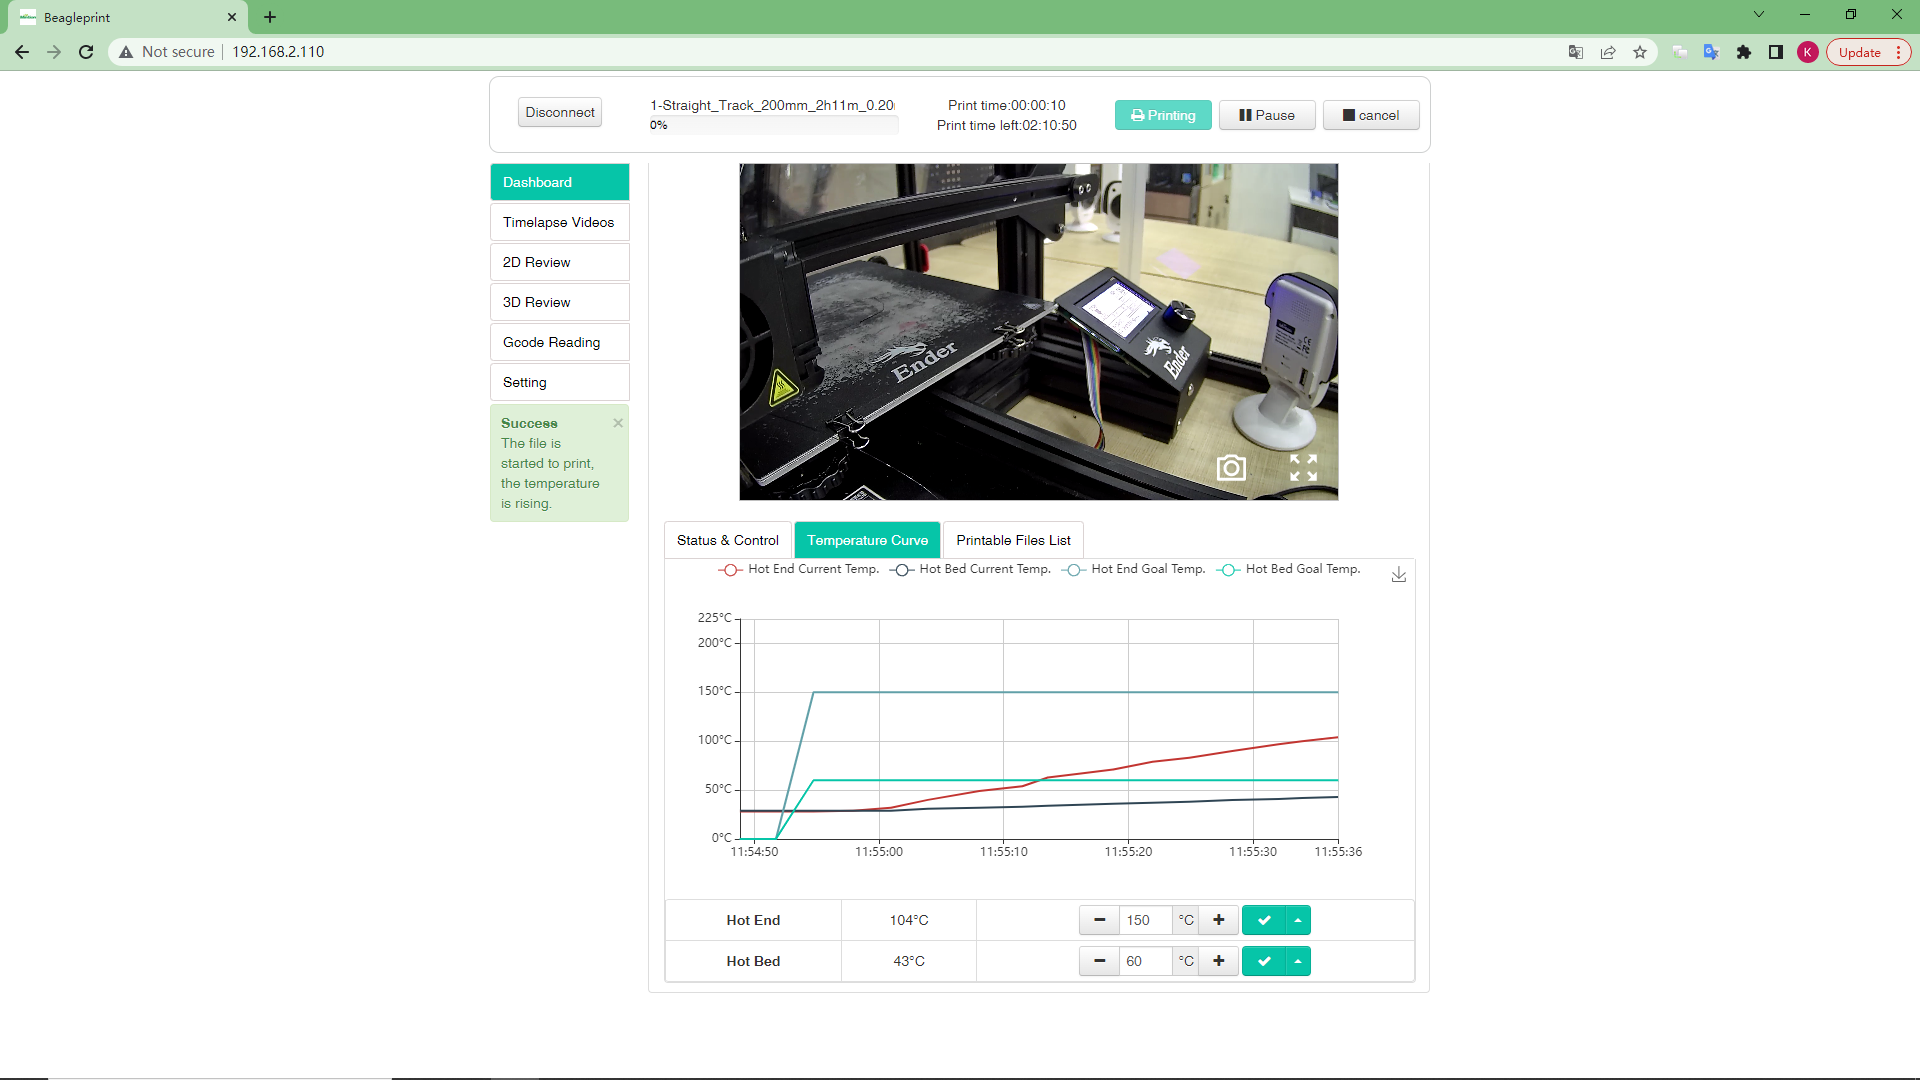 Beagleprint
Not secure 192.168.2.110
K
Update
Disconnect
1-Straight_Track_200mm_2h11m_0.20
0%
Print time:00:00:10
Print time left:02:10:50
Printing
Pause
cancel
Dashboard
Timelapse Videos
2D Review
3D Review
Gcode Reading
Setting
Success
The file is
started to print,
the temperature
is rising.
Ender
Ender
Status & Control
Temperature Curve
Printable Files List
Hot End Current Temp.
Hot Bed Current Temp.
Hot End Goal Temp.
Hot Bed Goal Temp.
225°C
200°C
150°C
100°C
50°C
0°C
11:54:50
11:55:00
11:55:10
11:55:20
11:55:30
11:55:36
Hot End 104°C 150 °C
Hot Bed 43°C 60 °C